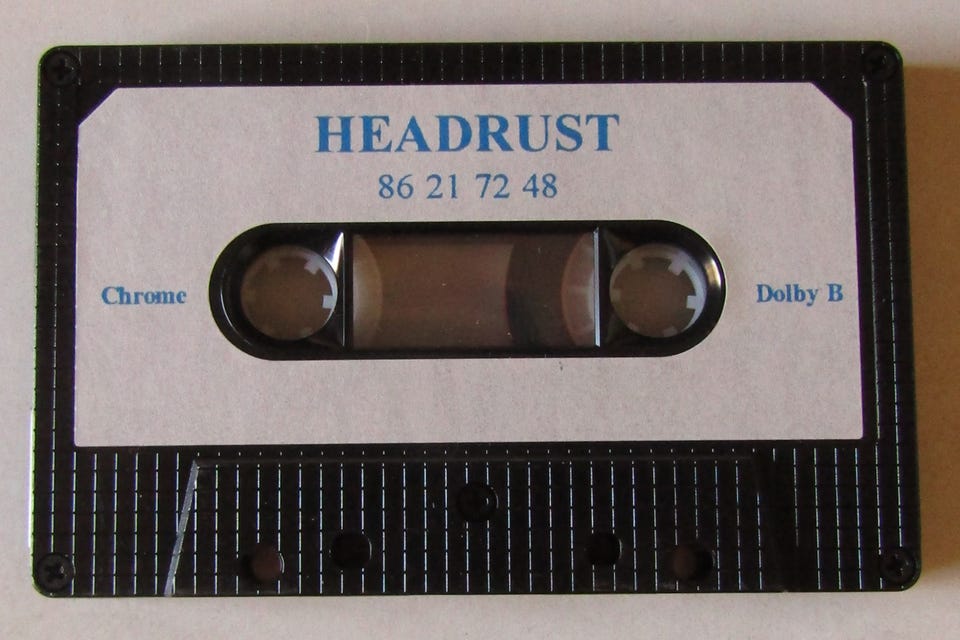 HEADRUST
86 21 72 48
Chrome
Dolby B